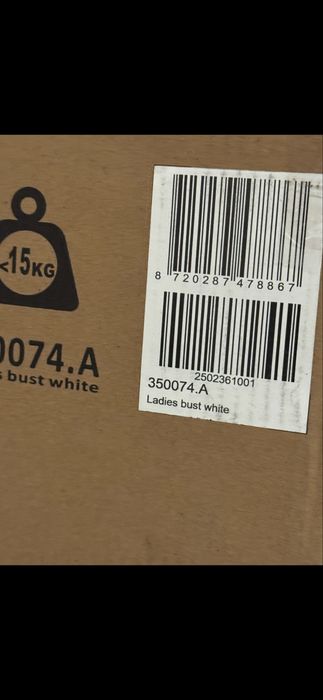 <15KG
0074.A
s bust white
8 720287 478867
2502361001
350074.A
Ladies bust white